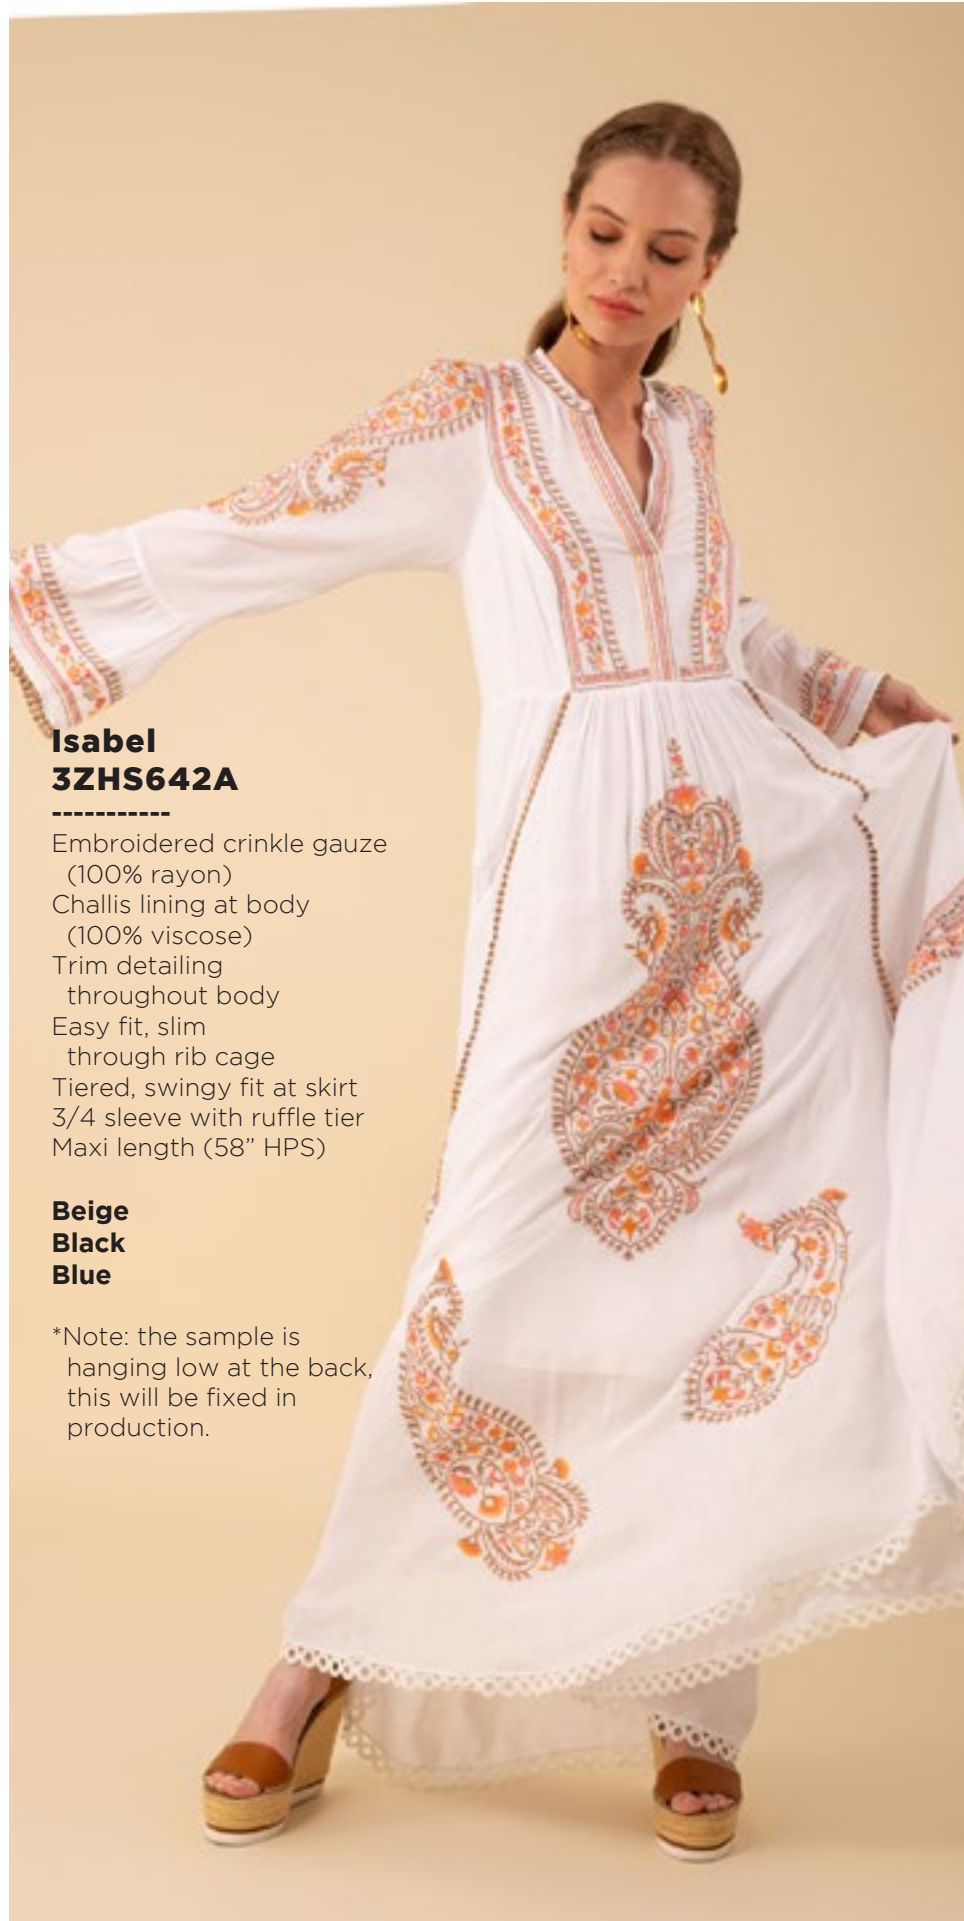 Isabel
3ZHS642A
-----------
Embroidered crinkle gauze
(100% rayon)
Challis lining at body
(100% viscose)
Trim detailing
throughout body
Easy fit, slim
through rib cage
Tiered, swingy fit at skirt
3/4 sleeve with ruffle tier
Maxi length (58” HPS)
Beige
Black
Blue
*Note: the sample is
hanging low at the back,
this will be fixed in
production.